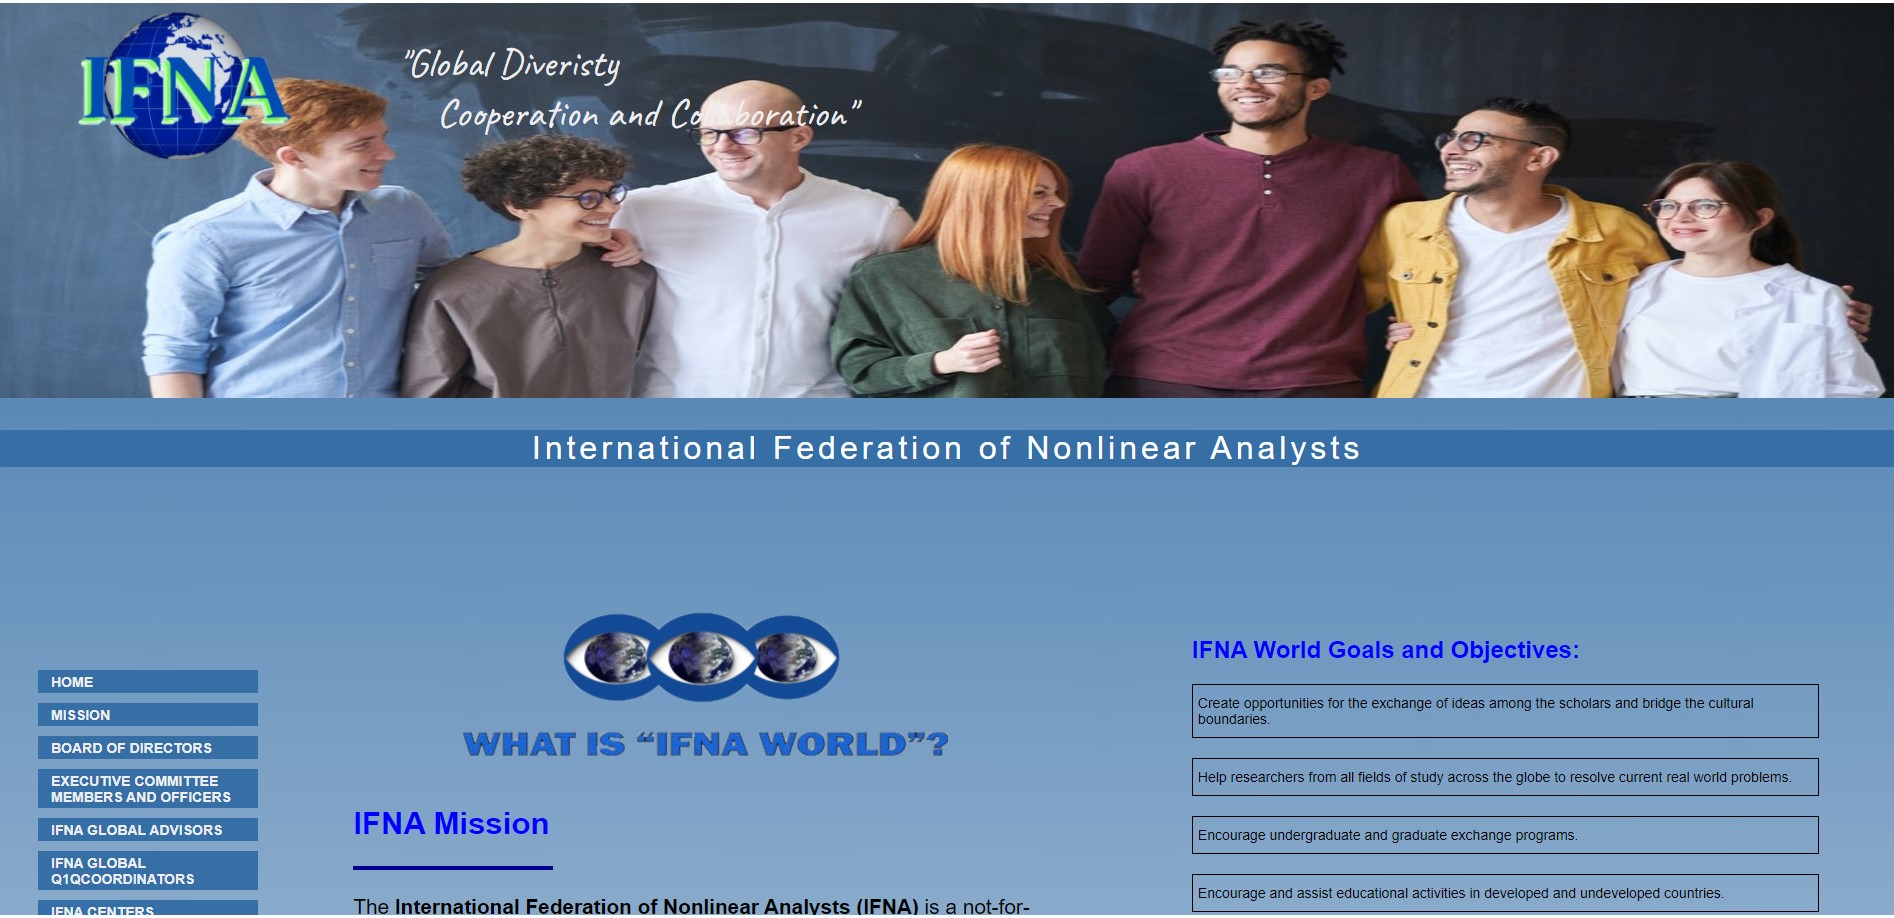 IFNA
"Global Diveristy
Cooperation and Collaboration"
International Federation of Nonlinear Analysts
HOME
MISSION
BOARD OF DIRECTORS
EXECUTIVE COMMITTEE
MEMBERS AND OFFICERS
IFNA GLOBAL ADVISORS
IFNA GLOBAL
Q1QCOORDINATORS
IFNA CENTERS
WHAT IS “IFNA WORLD”?
IFNA Mission
The International Federation of Nonlinear Analysts (IFNA) is a not-for-
IFNA World Goals and Objectives:
Create opportunities for the exchange of ideas among the scholars and bridge the cultural
boundaries.
Help researchers from all fields of study across the globe to resolve current real world problems.
Encourage undergraduate and graduate exchange programs.
Encourage and assist educational activities in developed and undeveloped countries.